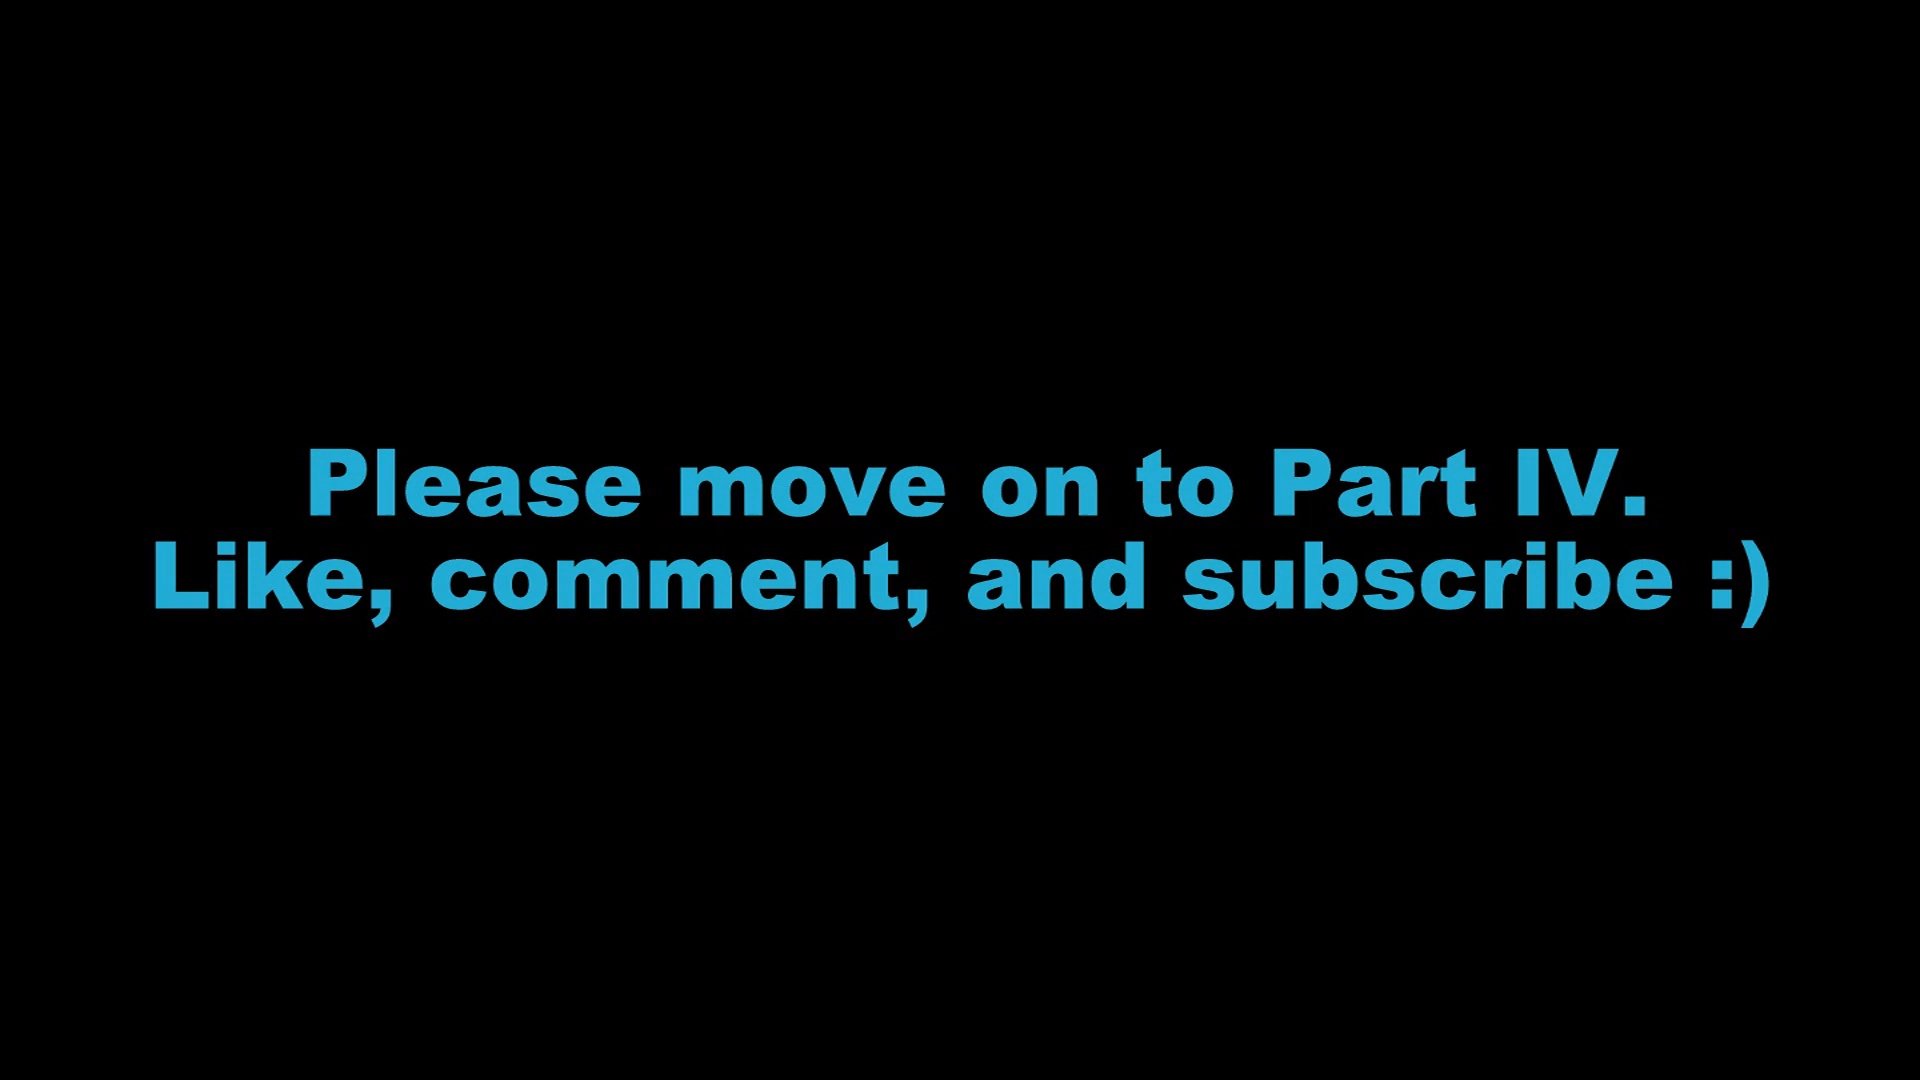 Please move on to Part IV.
Like, comment, and subscribe :)